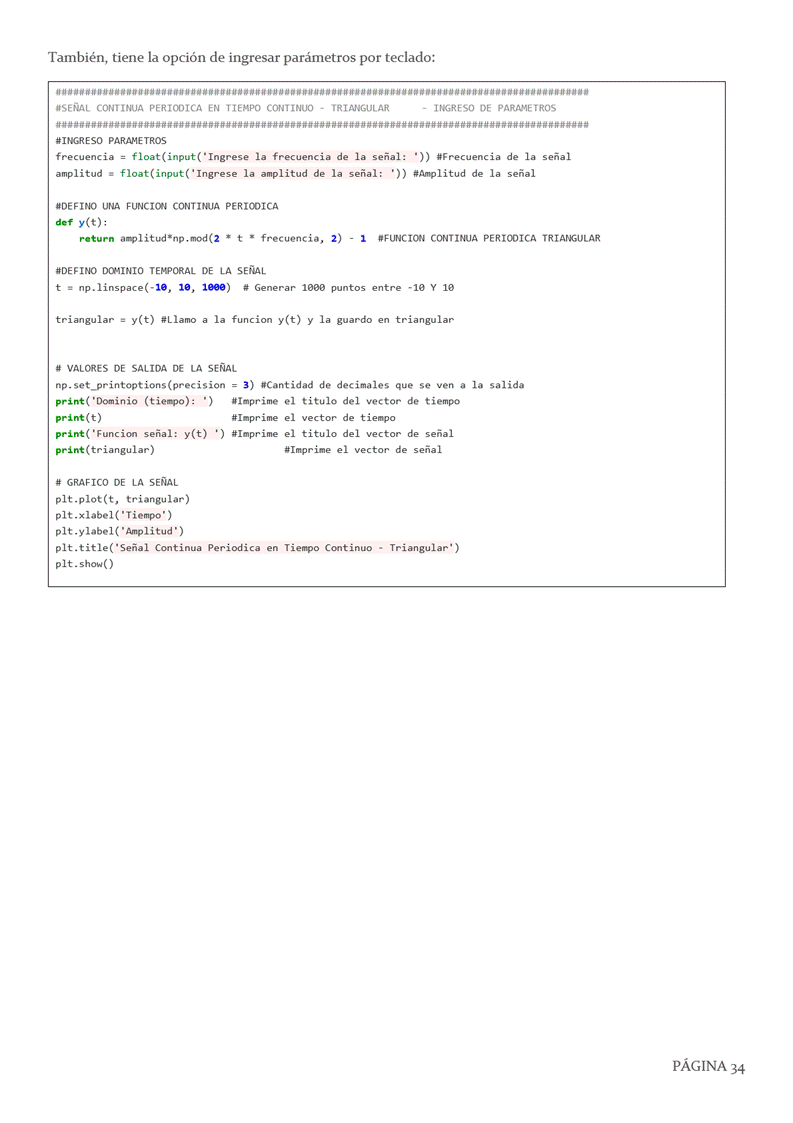 También, tiene la opción de ingresar parámetros por teclado:
###########################################################################################
#SEÑAL CONTINUA PERIODICA EN TIEMPO CONTINUO - TRIANGULAR     - INGRESO DE PARAMETROS
###########################################################################################
#INGRESO PARAMETROS
frecuencia = float(input('Ingrese la frecuencia de la señal: ')) #Frecuencia de la señal
amplitud = float(input('Ingrese la amplitud de la señal: ')) #Amplitud de la señal
#DEFINO UNA FUNCION CONTINUA PERIODICA
def y(t):
    return amplitud*np.mod(2 * t * frecuencia, 2) - 1  #FUNCION CONTINUA PERIODICA TRIANGULAR
#DEFINO DOMINIO TEMPORAL DE LA SEÑAL
t = np.linspace(-10, 10, 1000)  # Generar 1000 puntos entre -10 Y 10
triangular = y(t) #Llamo a la funcion y(t) y la guardo en triangular
# VALORES DE SALIDA DE LA SEÑAL
np.set_printoptions(precision = 3) #Cantidad de decimales que se ven a la salida
print('Dominio (tiempo): ')   #Imprime el titulo del vector de tiempo
print(t)                      #Imprime el vector de tiempo
print('Funcion señal: y(t) ') #Imprime el titulo del vector de señal
print(triangular)                      #Imprime el vector de señal
# GRAFICO DE LA SEÑAL
plt.plot(t, triangular)
plt.xlabel('Tiempo')
plt.ylabel('Amplitud')
plt.title('Señal Continua Periodica en Tiempo Continuo - Triangular')
plt.show()
PÁGINA 34